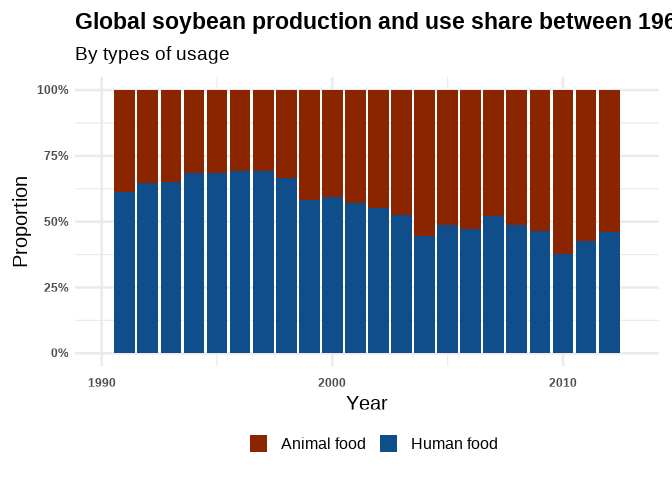 Global soybean production and use share between 196
By types of usage
100%
75%
50%
25%
0%
Proportion
1990
2000
2010
Year
Animal food
Human food